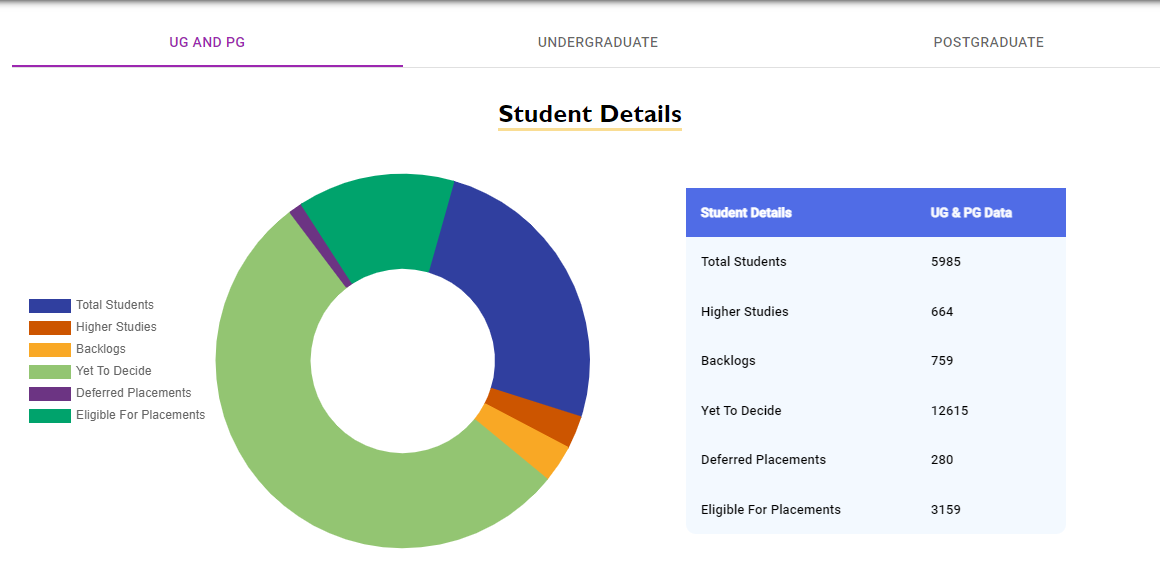 UG AND PG
UNDERGRADUATE
POSTGRADUATE
Student Details
Total Students
Higher Studies
Backlogs
Yet To Decide
Deferred Placements
Eligible For Placements
Student Details UG & PG Data
Total Students 5985
Higher Studies 664
Backlogs 759
Yet To Decide 12615
Deferred Placements 280
Eligible For Placements 3159